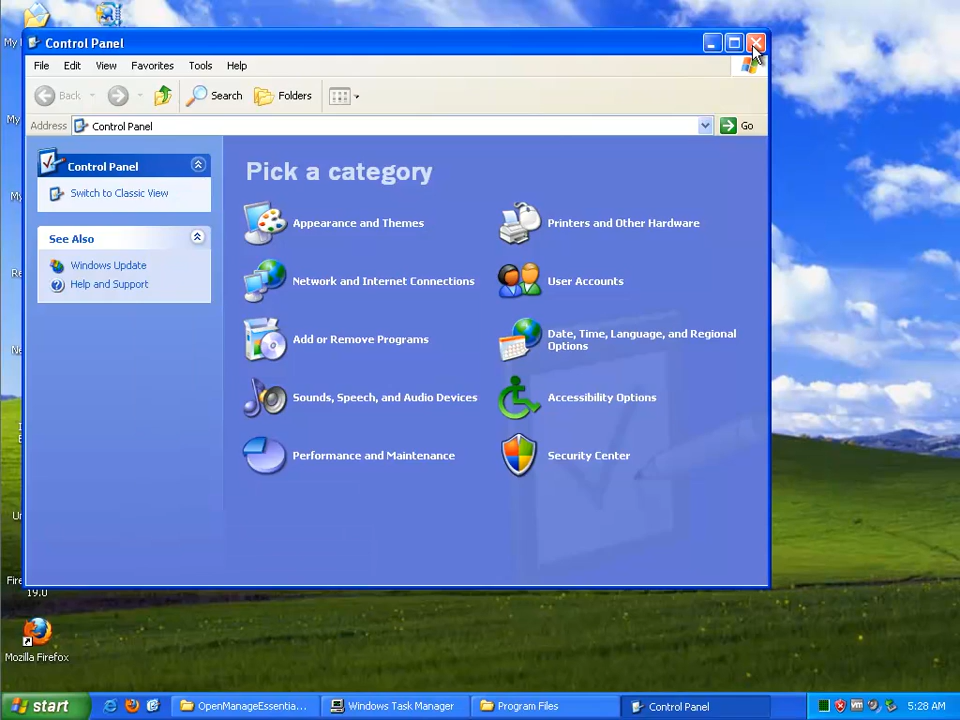 Control Panel
File Edit View Favorites Tools Help
Back Search Folders
Address Control Panel Go
Control Panel
Switch to Classic View
See Also
Windows Update
Help and Support
Pick a category
Appearance and Themes
Printers and Other Hardware
Network and Internet Connections
User Accounts
Add or Remove Programs
Date, Time, Language, and Regional
Options
Sounds, Speech, and Audio Devices
Accessibility Options
Performance and Maintenance
Security Center
19.0
Mozilla Firefox
start OpenManageEssentia... Windows Task Manager Program Files Control Panel 5:28 AM